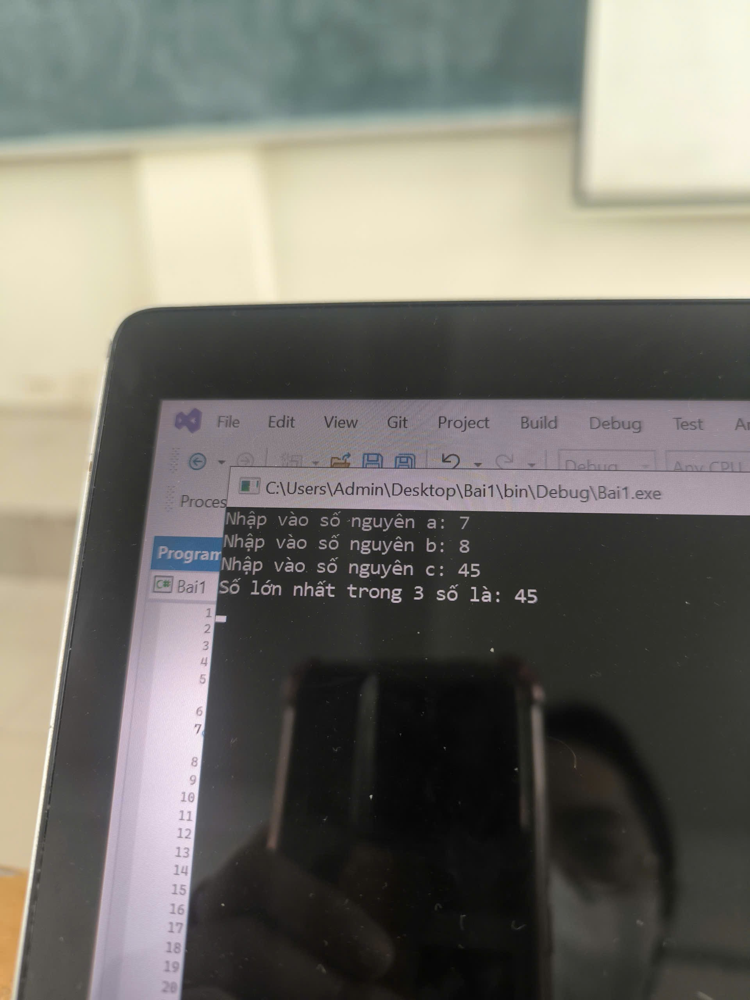 File Edit View Git Project Build Debug Test
Debug Any CPU
C:\Users\Admin\Desktop\Bai1\bin\Debug\Bai1.exe
Proces
Nhập vào số nguyên a: 7
Nhập vào số nguyên b: 8
Program
Nhập vào số nguyên c: 45
C# Bai1
Số lớn nhất trong 3 số là: 45
1
2
3
4
5
6
7
8
9
10
11
12
13
14
15
16
17
18
19
20